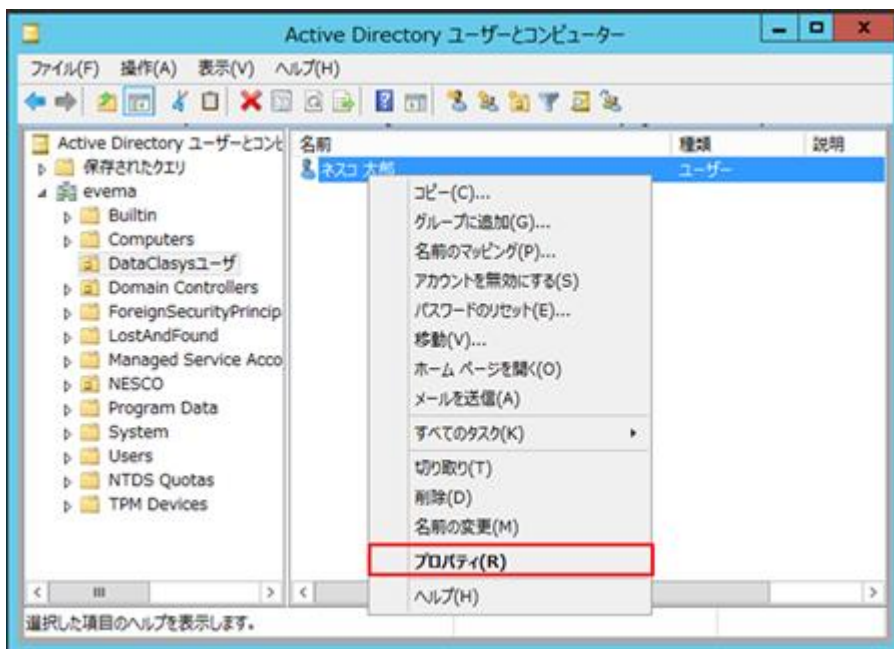 Active Directory ユーザーとコンピューター
ファイル(F) 操作(A) 表示(V) ヘルプ(H)
Active Directory ユーザーとコンピ
保存されたクエリ
evema
Builtin
Computers
DataClasysユーザ
Domain Controllers
ForeignSecurityPrincip
LostAndFound
Managed Service Acco
NESCO
Program Data
System
Users
NTDS Quotas
TPM Devices
名前 種類 説明
ネスコ 太郎 ユーザー
コピー(C)...
グループに追加(G)...
名前のマッピング(P)...
アカウントを無効にする(S)
パスワードのリセット(E)...
移動(V)...
ホーム ページを開く(O)
メールを送信(A)
すべてのタスク(K)
切り取り(T)
削除(D)
名前の変更(M)
プロパティ(R)
ヘルプ(H)
選択した項目のヘルプを表示します。